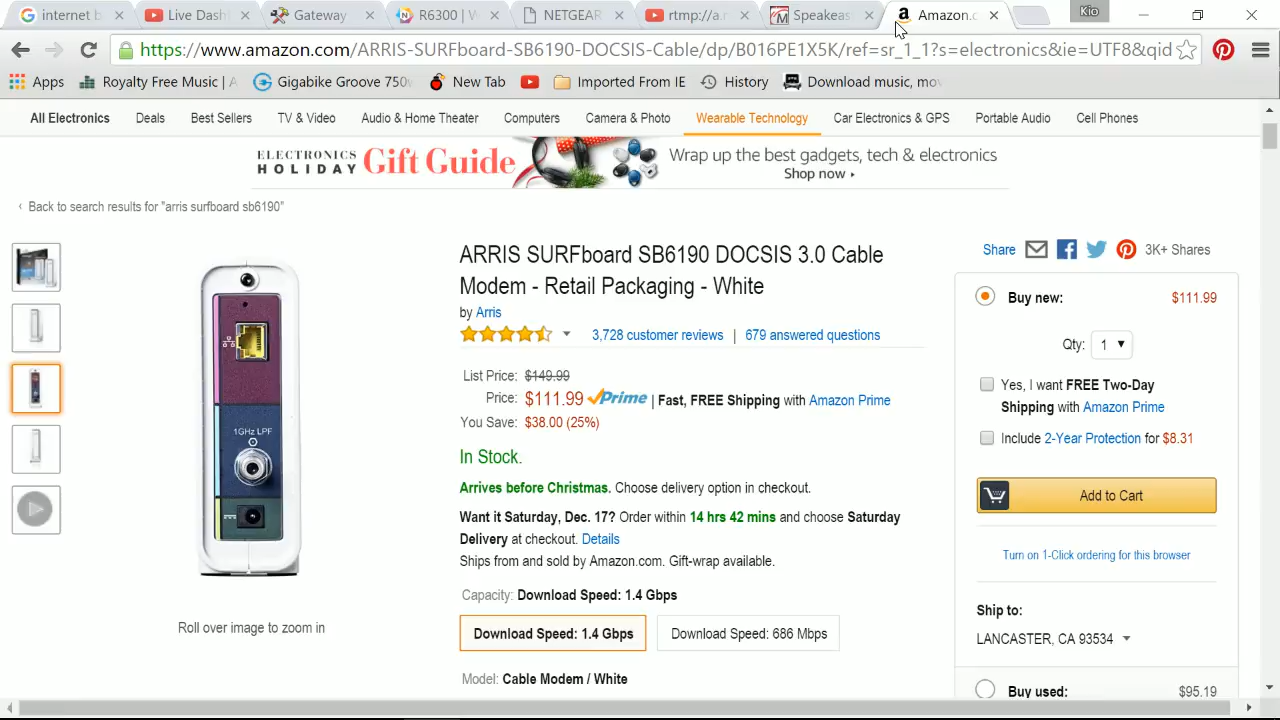 internet b
Live Dash
Gateway
R6300 | W
NETGEAR
rtmp://a.r
Speakeas
Amazon.c
Kio
https://www.amazon.com/ARRIS-SURFboard-SB6190-DOCSIS-Cable/dp/B016PE1X5K/ref=sr_1_1?s=electronics&ie=UTF8&qid
Apps
Royalty Free Music | A
Gigabike Groove 750
New Tab
Imported From IE
History
Download music, mov
All Electronics
Deals
Best Sellers
TV & Video
Audio & Home Theater
Computers
Camera & Photo
Wearable Technology
Car Electronics & GPS
Portable Audio
Cell Phones
ELECTRONICS
HOLIDAY
Gift Guide
Wrap up the best gadgets, tech & electronics
Shop now ▸
‹ Back to search results for "arris surfboard sb6190"
ARRIS SURFboard SB6190 DOCSIS 3.0 Cable
Modem - Retail Packaging - White
by Arris
3,728 customer reviews | 679 answered questions
List Price: $149.99
Price: $111.99 Prime | Fast, FREE Shipping with Amazon Prime
You Save: $38.00 (25%)
In Stock.
Arrives before Christmas. Choose delivery option in checkout.
Want it Saturday, Dec. 17? Order within 14 hrs 42 mins and choose Saturday
Delivery at checkout. Details
Ships from and sold by Amazon.com. Gift-wrap available.
Capacity: Download Speed: 1.4 Gbps
Download Speed: 1.4 Gbps
Download Speed: 686 Mbps
Model: Cable Modem / White
1GHz LPF
Roll over image to zoom in
Share
3K+ Shares
Buy new: $111.99
Qty: 1
Yes, I want FREE Two-Day
Shipping with Amazon Prime
Include 2-Year Protection for $8.31
Add to Cart
Turn on 1-Click ordering for this browser
Ship to:
LANCASTER, CA 93534
Buy used: $95.19